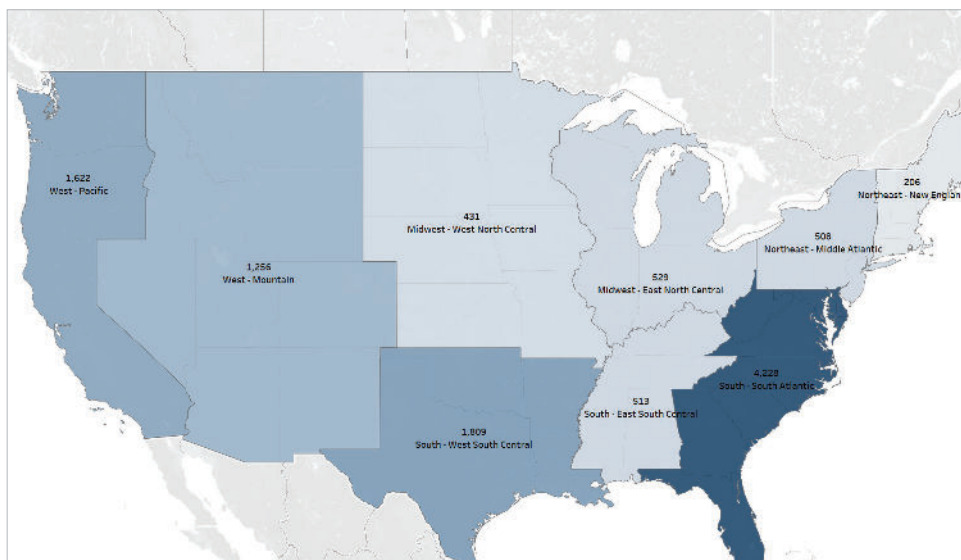 1,622
West - Pacific
1,256
West - Mountain
431
Midwest - West North Central
529
Midwest - East North Central
206
Northeast - New England
508
Northeast - Middle Atlantic
4,228
South - South Atlantic
513
South - East South Central
1,809
South - West South Central